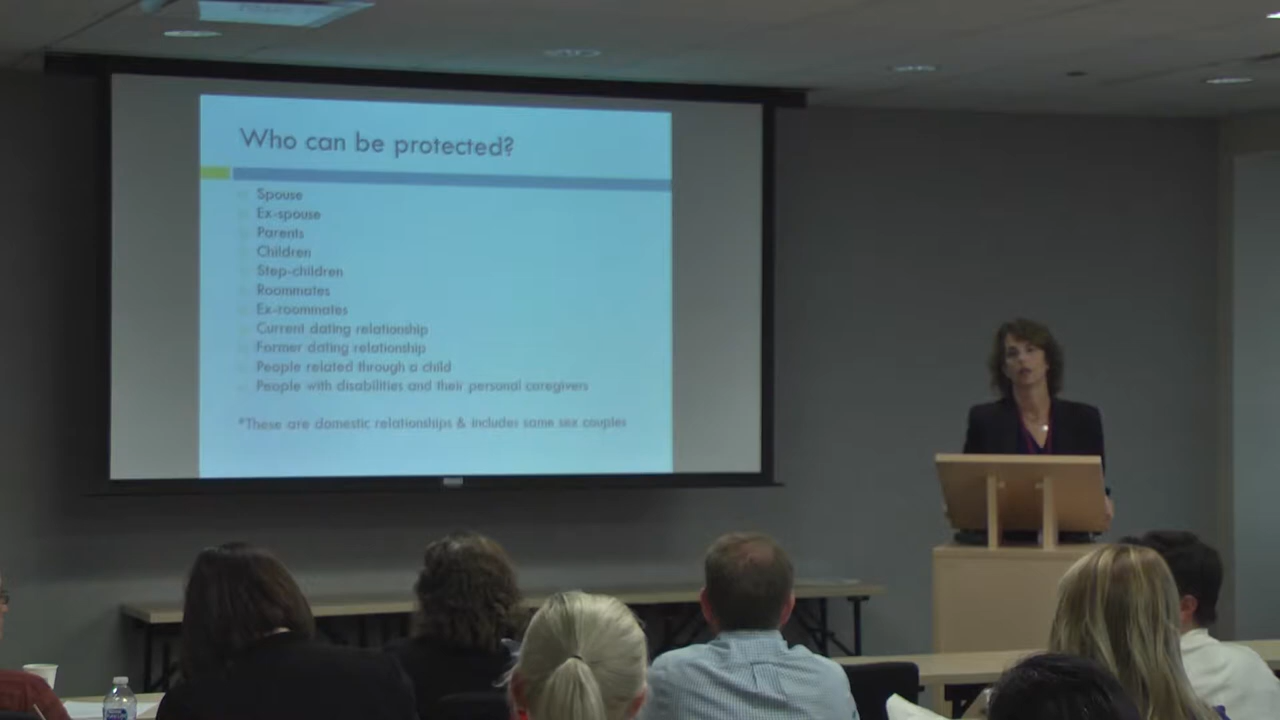 Who can be protected?
Spouse
Ex-spouse
Parents
Children
Step-children
Roommates
Ex-roommates
Current dating relationship
Former dating relationship
People related through a child
People with disabilities and their personal caregivers
*These are domestic relationships & includes same sex couples